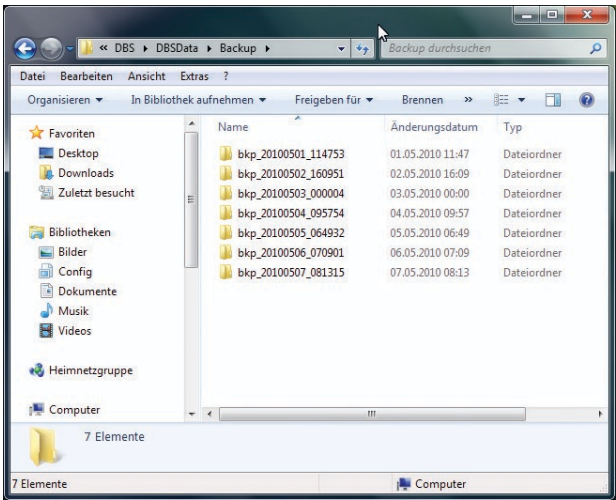 « DBS ▸ DBSData ▸ Backup ▸ Backup durchsuchen
Datei Bearbeiten Ansicht Extras ?
Organisieren ▼ In Bibliothek aufnehmen ▼ Freigeben für ▼ Brennen »
Favoriten
Desktop
Downloads
Zuletzt besucht
Bibliotheken
Bilder
Config
Dokumente
Musik
Videos
Heimnetzgruppe
Computer
Name Änderungsdatum Typ
bkp_20100501_114753 01.05.2010 11:47 Dateiordner
bkp_20100502_160951 02.05.2010 16:09 Dateiordner
bkp_20100503_000004 03.05.2010 00:00 Dateiordner
bkp_20100504_095754 04.05.2010 09:57 Dateiordner
bkp_20100505_064932 05.05.2010 06:49 Dateiordner
bkp_20100506_070901 06.05.2010 07:09 Dateiordner
bkp_20100507_081315 07.05.2010 08:13 Dateiordner
7 Elemente
7 Elemente Computer